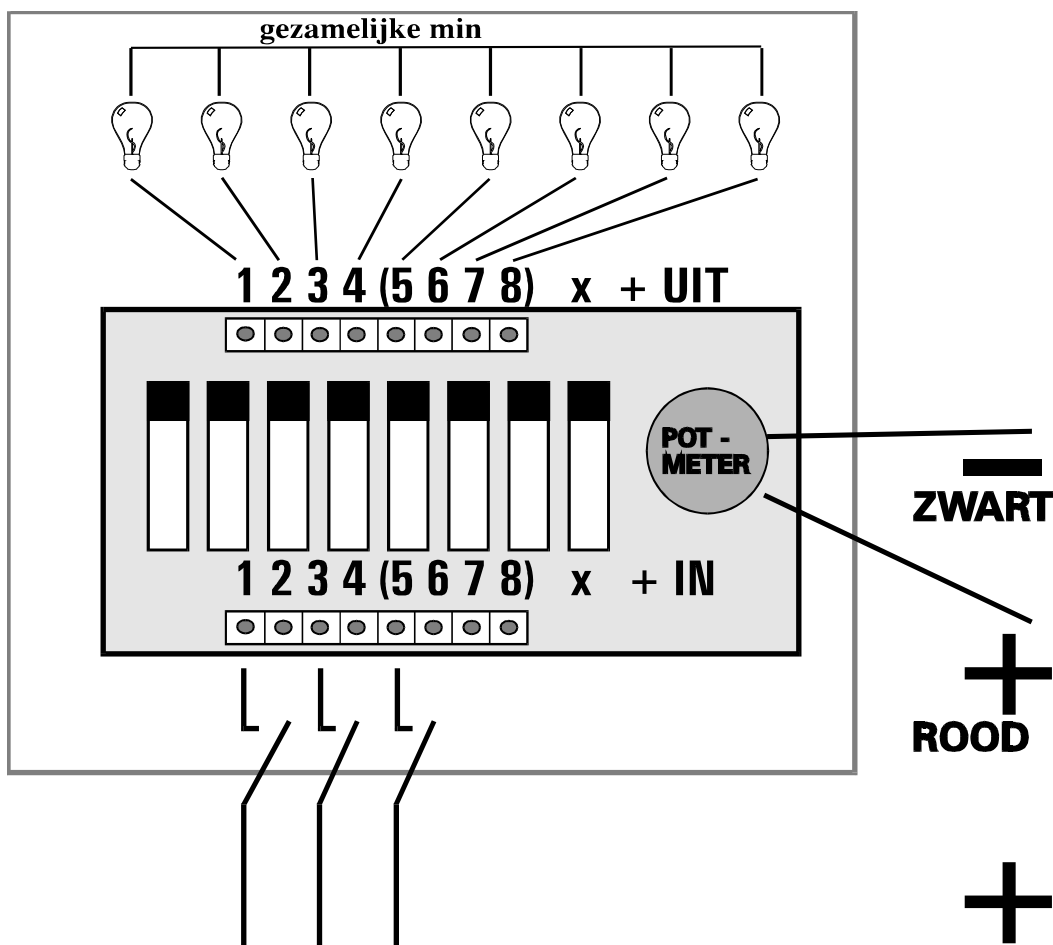 gezamelijke min
1 2 3 4 (5 6 7 8) x + UIT
POT -
METER
ZWART
1 2 3 4 (5 6 7 8) x + IN
ROOD